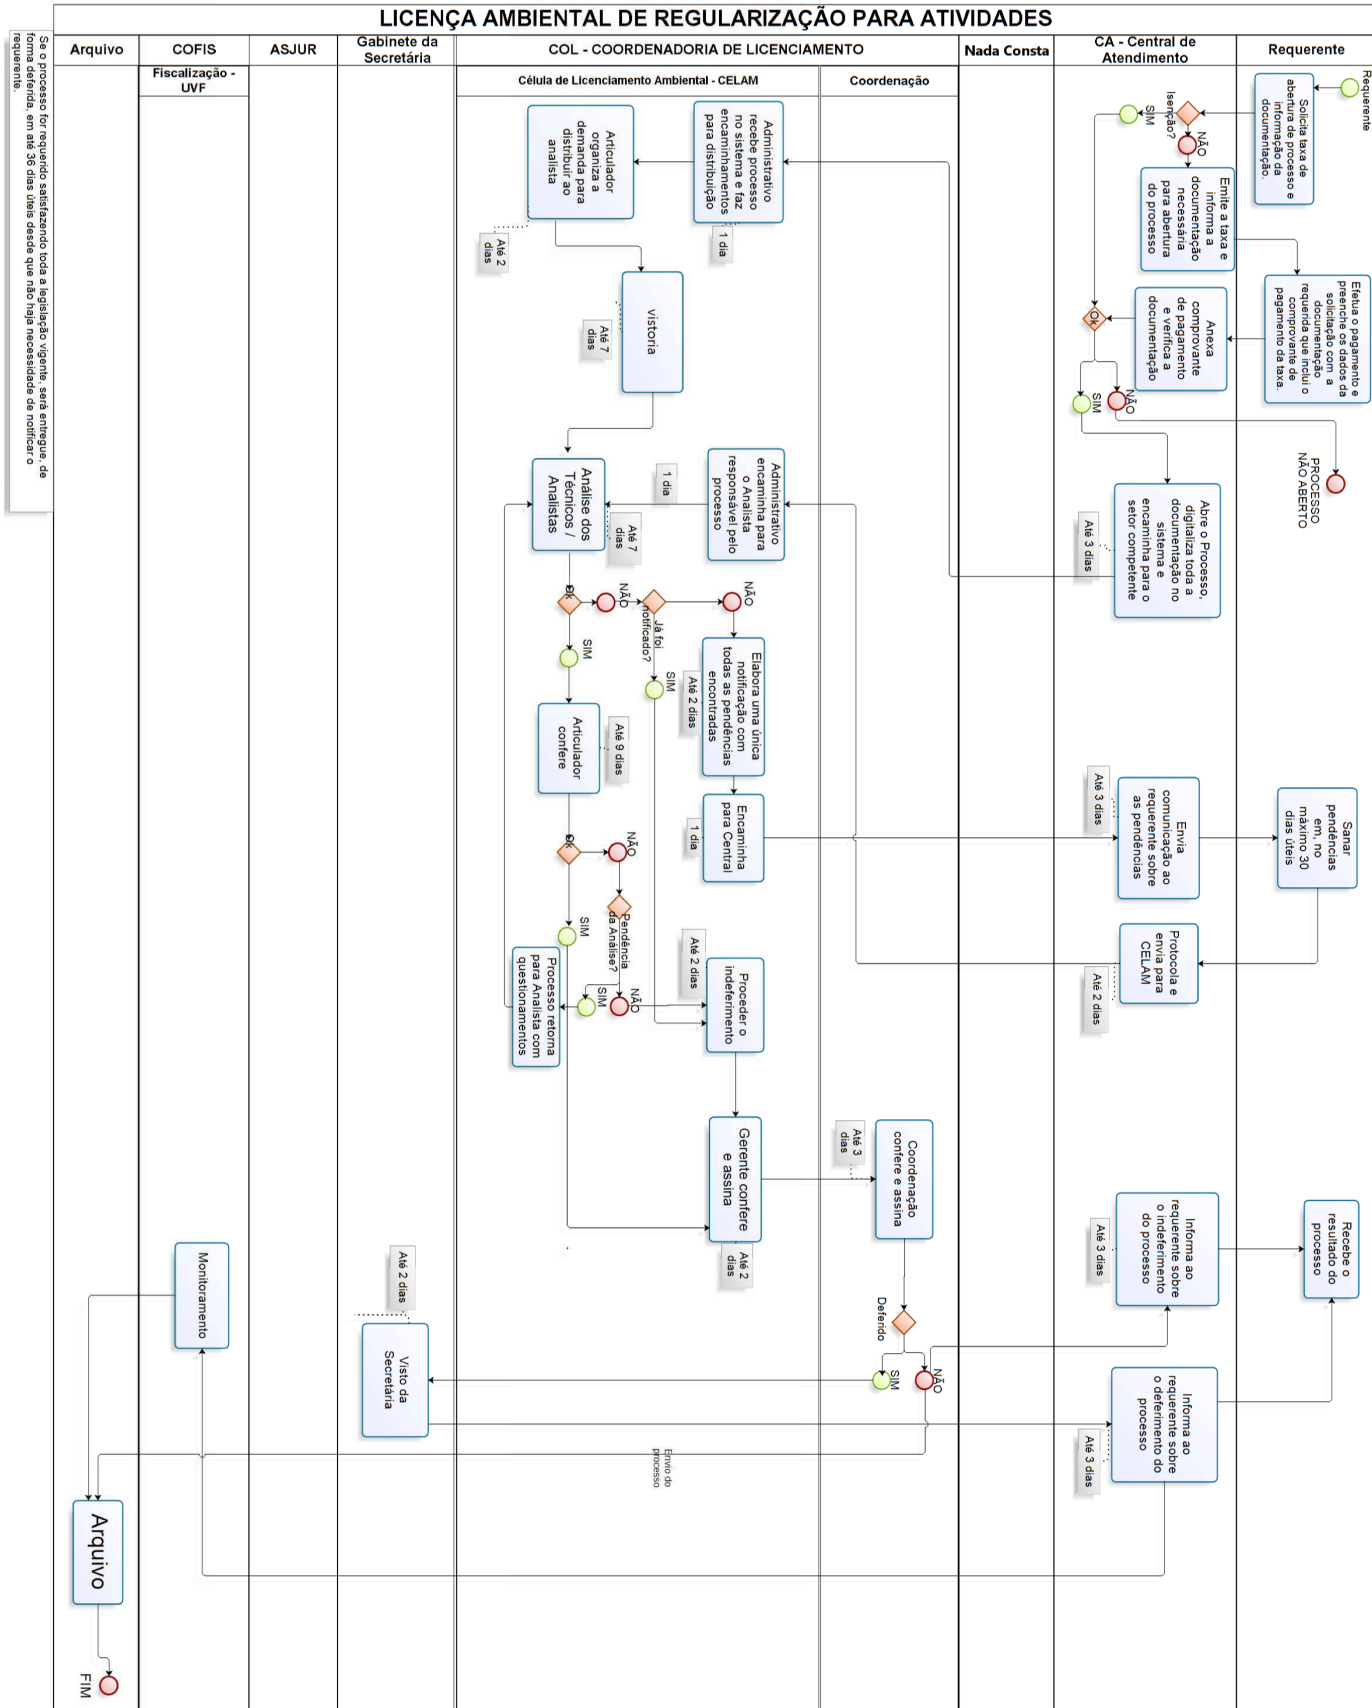 LICENÇA AMBIENTAL DE REGULARIZAÇÃO PARA ATIVIDADES
Arquivo
COFIS
ASJUR
Gabinete da
Secretária
COL - COORDENADORIA DE LICENCIAMENTO
Nada Consta
CA - Central de
Atendimento
Requerente
Fiscalização -
UVF
Célula de Licenciamento Ambiental - CELAM
Coordenação
Requerente
Solicita taxa de
abertura de processo e
informação da
documentação.
Isenção?
SIM
NÃO
Emite a taxa e
informa a
documentação
necessária
para abertura
do processo
Efetua o pagamento e
preenche os dados da
solicitação com a
documentação
requerida que inclui o
comprovante de
pagamento da taxa.
Anexa
comprovante
de pagamento
e verifica a
documentação
Ok
NÃO
SIM
PROCESSO
NÃO ABERTO
Abre o Processo,
digitaliza toda a
documentação no
sistema e
encaminha para o
setor competente
Até 3 dias
Administrativo
recebe processo
no sistema e faz
encaminhamentos
para distribuição
1 dia
Articulador
organiza a
demanda para
distribuir ao
analista
Até 2
dias
vistoria
Até 7
dias
Administrativo
encaminha para
o Analista
responsável pelo
processo
1 dia
Análise dos
Técnicos /
Analistas
Até 7
dias
Ok
NÃO
SIM
Já foi
notificado?
NÃO
SIM
Elabora uma única
notificação com
todas as pendências
encontradas
Até 2 dias
Encaminha
para Central
1 dia
Envia
comunicação ao
requerente sobre
as pendências
Até 3 dias
Sanar
pendências
em, no
máximo 30
dias úteis
Protocola e
envia para
CELAM
Até 2 dias
Articulador
confere
Até 9 dias
Ok
NÃO
SIM
Pendência
da Análise?
SIM
NÃO
Processo retorna
para Analista com
questionamentos
Proceder o
indeferimento
Até 2 dias
Gerente confere
e assina
Até 2
dias
Coordenação
confere e assina
Até 3
dias
Deferido
NÃO
SIM
Informa ao
requerente sobre
o indeferimento
do processo
Até 3 dias
Recebe o
resultado do
processo
Informa ao
requerente sobre
o deferimento do
processo
Até 3 dias
Visto da
Secretária
Até 2 dias
Monitoramento
Envio do
processo
Arquivo
FIM
Se o processo for requerido satisfazendo toda a legislação vigente, será entregue, de
forma deferida, em até 36 dias úteis desde que não haja necessidade de notificar o
requerente.